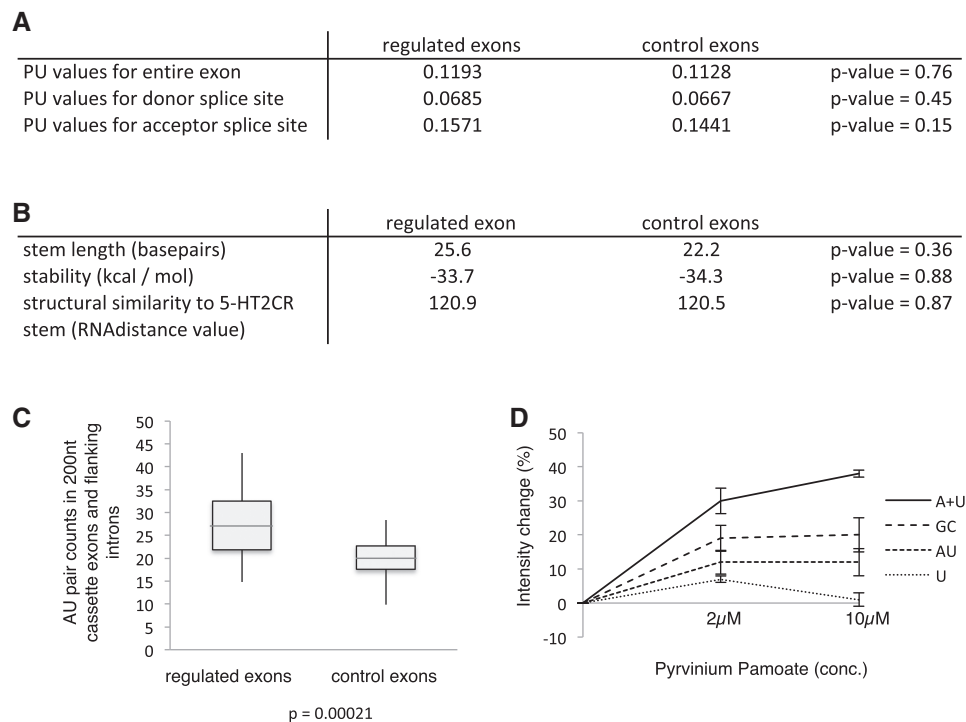 A
regulated exons control exons
PU values for entire exon 0.1193 0.1128 p-value = 0.76
PU values for donor splice site 0.0685 0.0667 p-value = 0.45
PU values for acceptor splice site 0.1571 0.1441 p-value = 0.15
B
regulated exon control exons
stem length (basepairs) 25.6 22.2 p-value = 0.36
stability (kcal / mol) -33.7 -34.3 p-value = 0.88
structural similarity to 5-HT2CR 120.9 120.5 p-value = 0.87
stem (RNAdistance value)
C
AU pair counts in 200nt
cassette exons and flanking
introns
50
45
40
35
30
25
20
15
10
5
0
regulated exons control exons
p = 0.00021
D
Intensity change (%)
50
40
30
20
10
0
-10
2µM 10µM
Pyrvinium Pamoate (conc.)
A+U
GC
AU
U